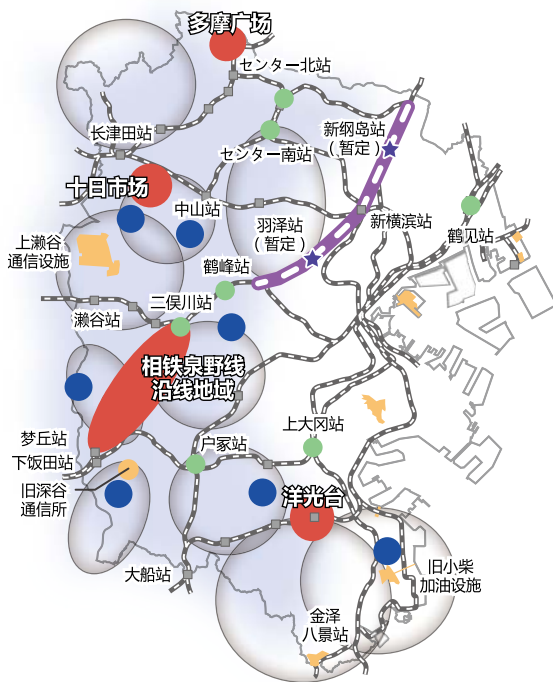 多摩广场
センター北站
新纲岛站
（暂定）
长津田站
センター南站
十日市场
中山站
羽泽站
（暂定）
新横滨站
鹤见站
上濑谷
通信设施
鹤峰站
二俣川站
濑谷站
相铁泉野线
沿线地域
梦丘站
下饭田站
户冢站
上大冈站
旧深谷
通信所
洋光台
大船站
旧小柴
加油设施
金泽
八景站